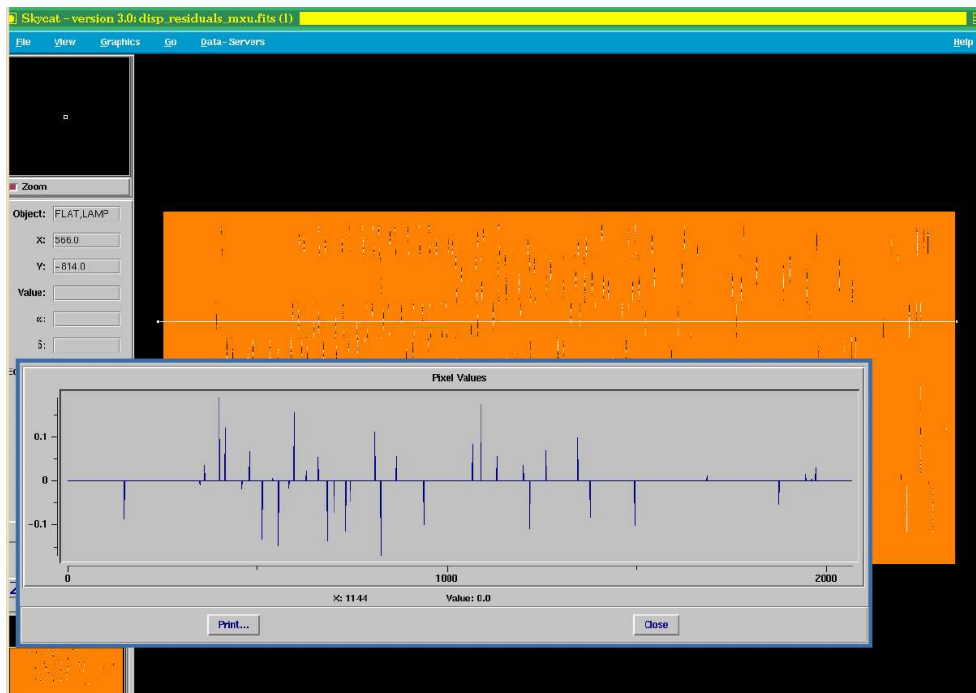 Skycat - version 3.0: disp_residuals_mxu.fits (1)
File View Graphics Go Data-Servers Help
Zoom
Object: FLAT,LAMP
X: 566.0
Y: -814.0
Value:
α:
δ:
Pixel Values
0.1
0
-0.1
0 1000 2000
X: 1144 Value: 0.0
Print... Close